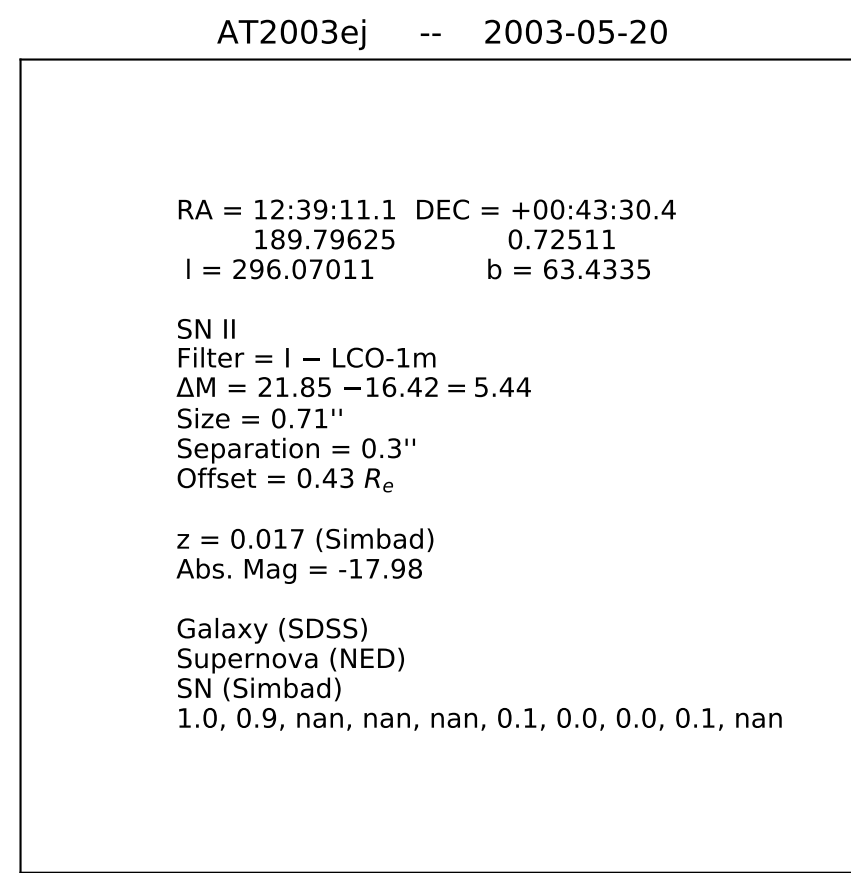 AT2003ej -- 2003-05-20
RA = 12:39:11.1 DEC = +00:43:30.4
189.79625 0.72511
l = 296.07011 b = 63.4335
SN II
Filter = I − LCO-1m
ΔM = 21.85 −16.42 = 5.44
Size = 0.71''
Separation = 0.3''
Offset = 0.43 Re
z = 0.017 (Simbad)
Abs. Mag = -17.98
Galaxy (SDSS)
Supernova (NED)
SN (Simbad)
1.0, 0.9, nan, nan, nan, 0.1, 0.0, 0.0, 0.1, nan